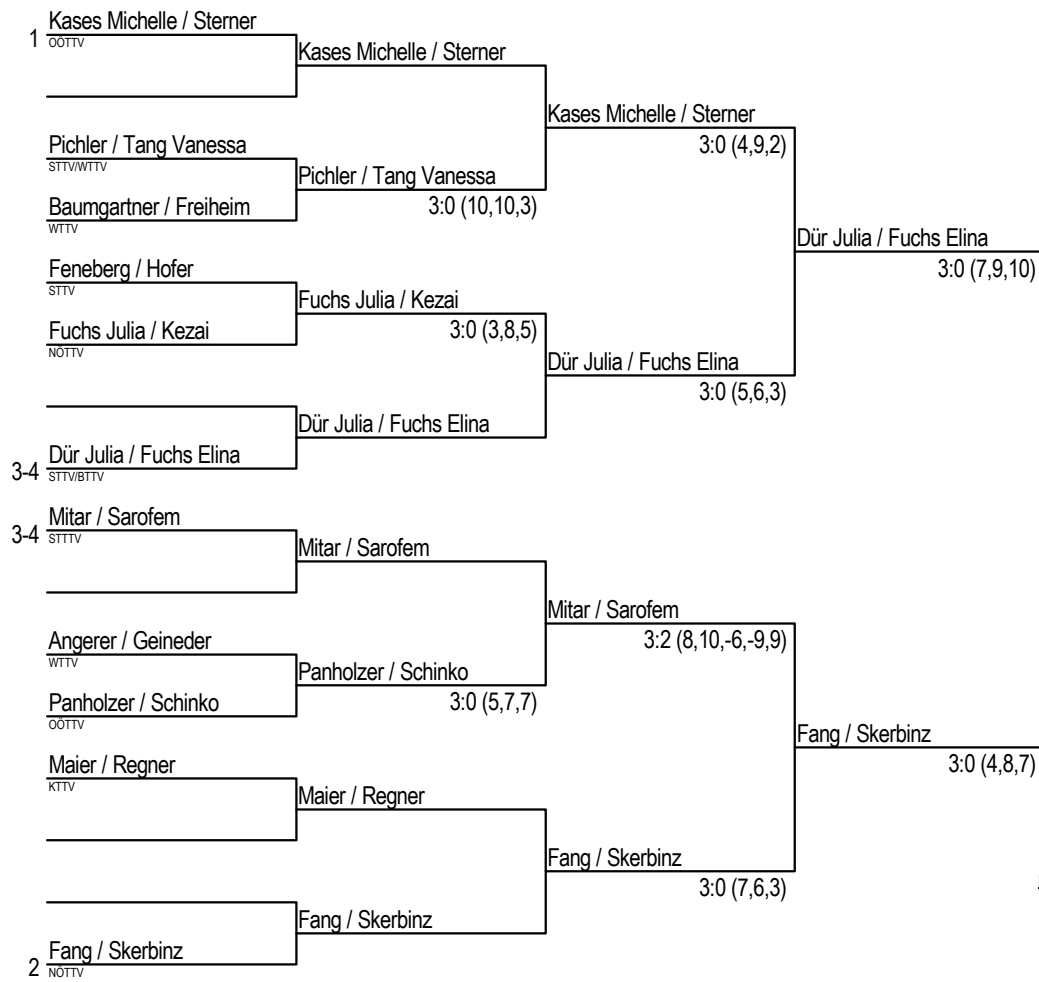 Kases Michelle / Sterner
1
OÖTTV
Kases Michelle / Sterner
Kases Michelle / Sterner
3:0 (4,9,2)
Pichler / Tang Vanessa
STTV/WTTV
Pichler / Tang Vanessa
3:0 (10,10,3)
Baumgartner / Freiheim
WTTV
Dür Julia / Fuchs Elina
3:0 (7,9,10)
Feneberg / Hofer
STTV
Fuchs Julia / Kezai
3:0 (3,8,5)
Fuchs Julia / Kezai
NÖTTV
Dür Julia / Fuchs Elina
3:0 (5,6,3)
Dür Julia / Fuchs Elina
3-4
Dür Julia / Fuchs Elina
STTV/BTTV
3-4
Mitar / Sarofem
STTTV
Mitar / Sarofem
Mitar / Sarofem
3:2 (8,10,-6,-9,9)
Angerer / Geineder
WTTV
Panholzer / Schinko
3:0 (5,7,7)
Panholzer / Schinko
OÖTTV
Fang / Skerbinz
3:0 (4,8,7)
Maier / Regner
KTTV
Maier / Regner
Fang / Skerbinz
3:0 (7,6,3)
Fang / Skerbinz
2
Fang / Skerbinz
NÖTTV